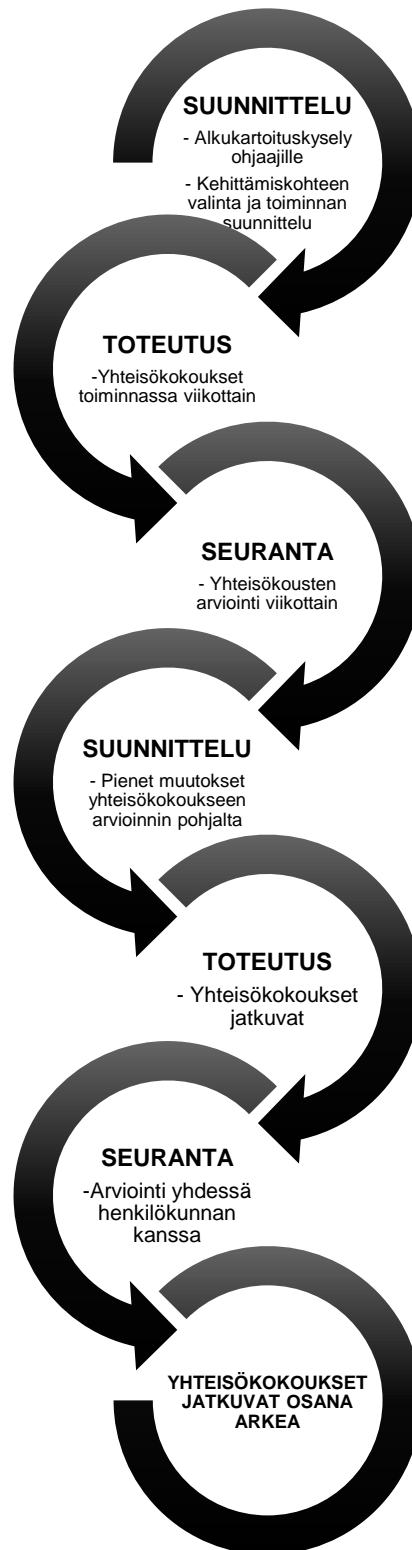 SUUNNITTELU
- Alkukartoituskysely
ohjaajille
- Kehittämiskohteen
valinta ja toiminnan
suunnittelu
TOTEUTUS
-Yhteisökokoukset
toiminnassa viikottain
SEURANTA
- Yhteisökousten
arviointi viikottain
SUUNNITTELU
- Pienet muutokset
yhteisökokoukseen
arvioinnin pohjalta
TOTEUTUS
- Yhteisökokoukset
jatkuvat
SEURANTA
-Arviointi yhdessä
henkilökunnan
kanssa
YHTEISÖKOKOUKSET
JATKUVAT OSANA
ARKEA